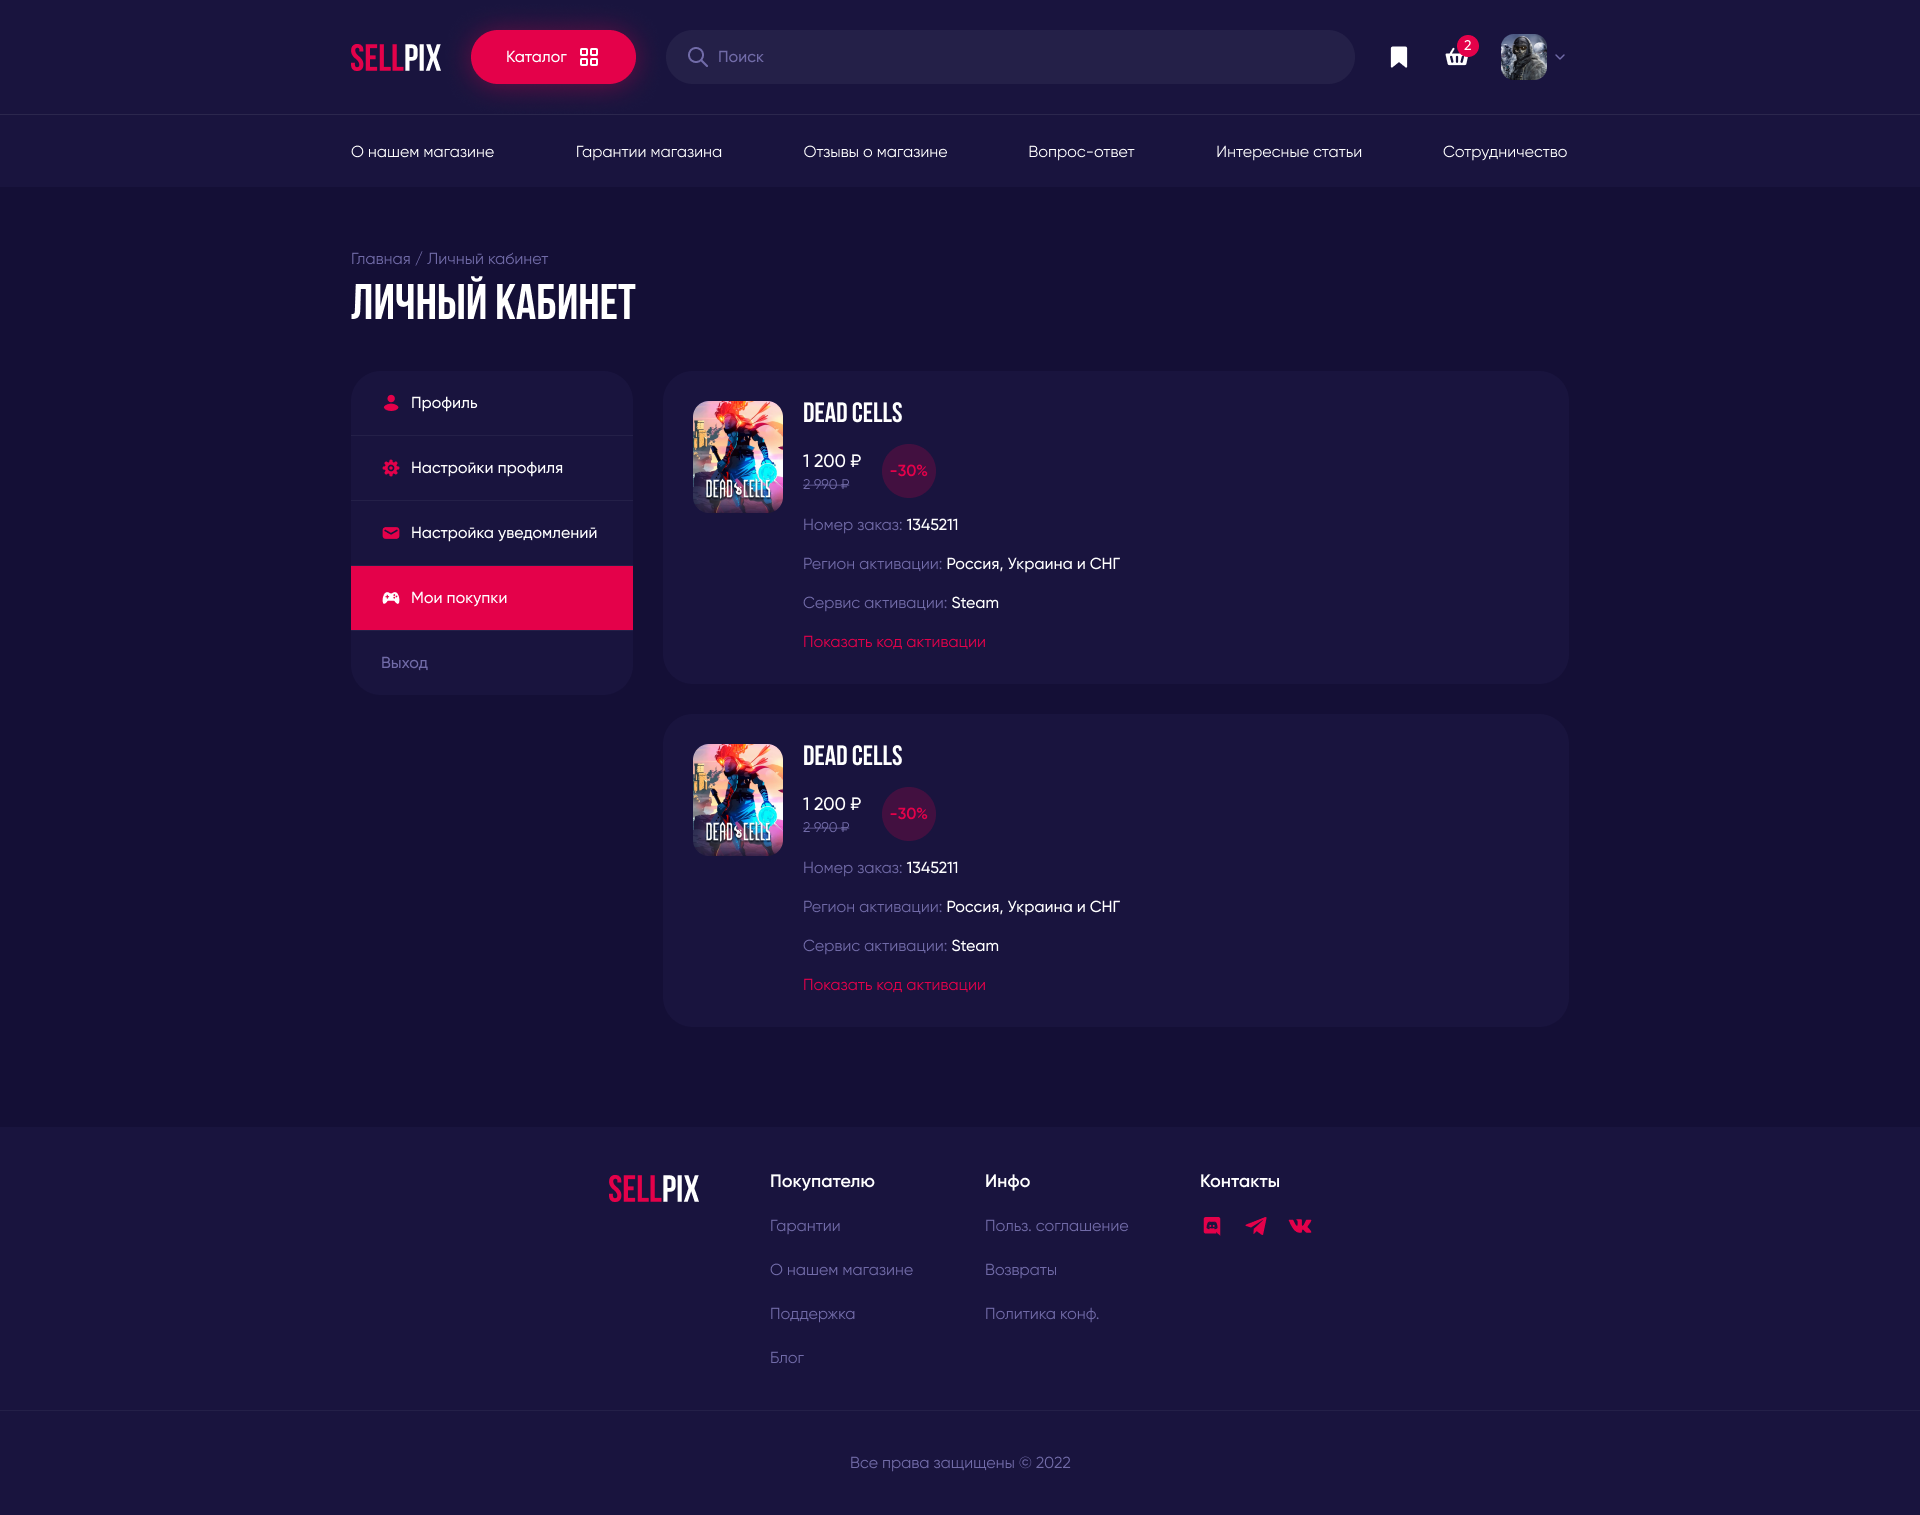 SELLPIX
Каталог
Поиск
2
О нашем магазине
Гарантии магазина
Отзывы о магазине
Вопрос-ответ
Интересные статьи
Сотрудничество
Главная / Личный кабинет
ЛИЧНЫЙ КАБИНЕТ
Профиль
Настройки профиля
Настройка уведомлений
Мои покупки
Выход
DEAD CELLS
DEAD CELLS
1 200 ₽
2 990 ₽
-30%
Номер заказ: 1345211
Регион активации: Россия, Украина и СНГ
Сервис активации: Steam
Показать код активации
DEAD CELLS
DEAD CELLS
1 200 ₽
2 990 ₽
-30%
Номер заказ: 1345211
Регион активации: Россия, Украина и СНГ
Сервис активации: Steam
Показать код активации
SELLPIX
Покупателю
Гарантии
О нашем магазине
Поддержка
Блог
Инфо
Польз. соглашение
Возвраты
Политика конф.
Контакты
Все права защищены © 2022